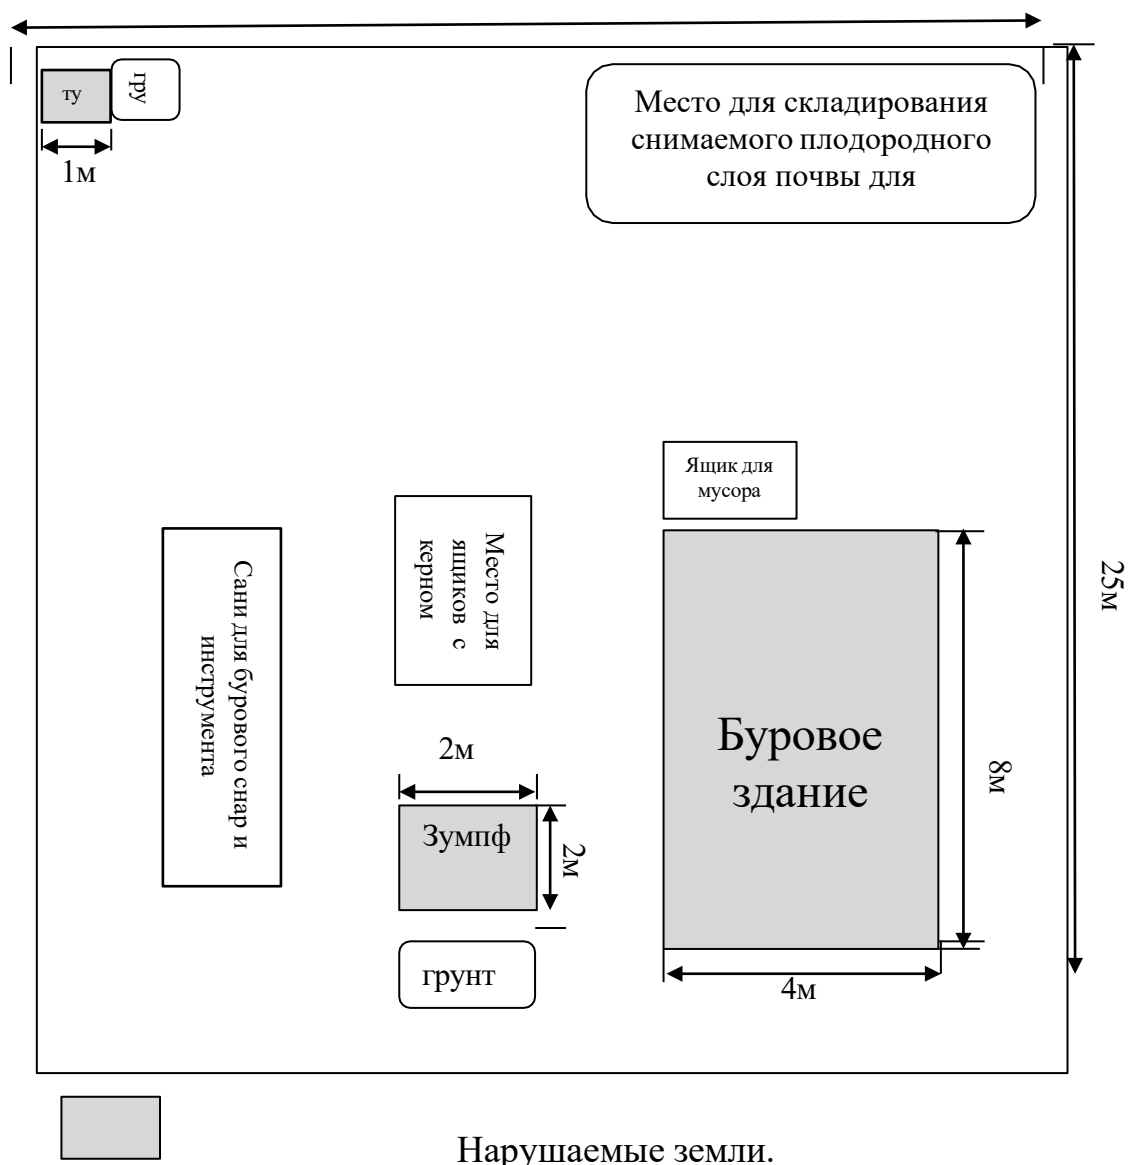 ту
гру
1м
Место для складирования
снимаемого плодородного
слоя почвы для
Ящик для
мусора
Место для
ящиков с
керном
Сани для бурового снар и
инструмента
25м
2м
Зумпф
2м
грунт
Буровое
здание
8м
4м
Нарушаемые земли.